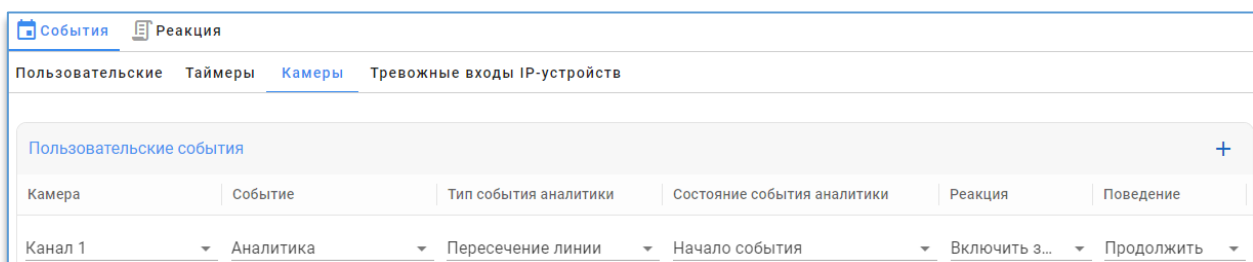 События Реакция
Пользовательские Таймеры Камеры Тревожные входы IP-устройств
Пользовательские события +
Камера Событие Тип события аналитики Состояние события аналитики Реакция Поведение
Канал 1 Аналитика Пересечение линии Начало события Включить з... Продолжить